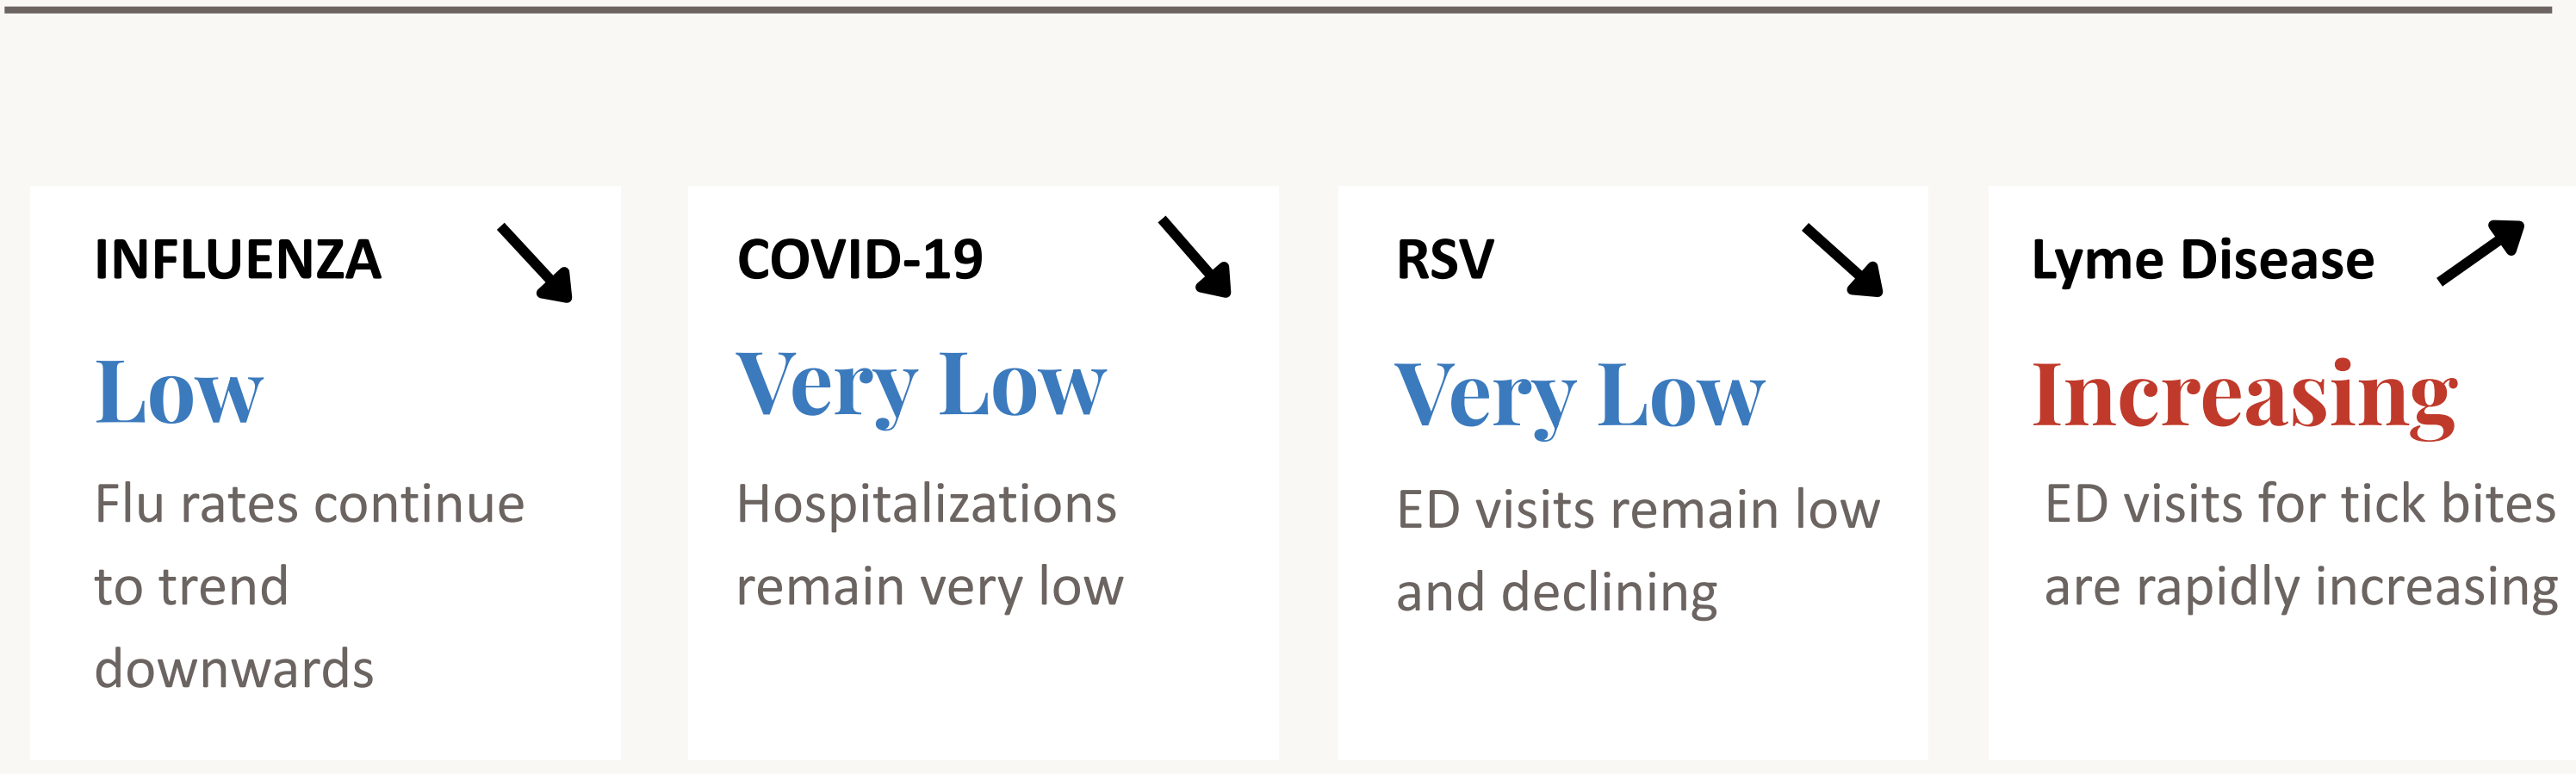 INFLUENZA
Low
Flu rates continue
to trend
downwards
COVID-19
Very Low
Hospitalizations
remain very low
RSV
Very Low
ED visits remain low
and declining
Lyme Disease
Increasing
ED visits for tick bites
are rapidly increasing